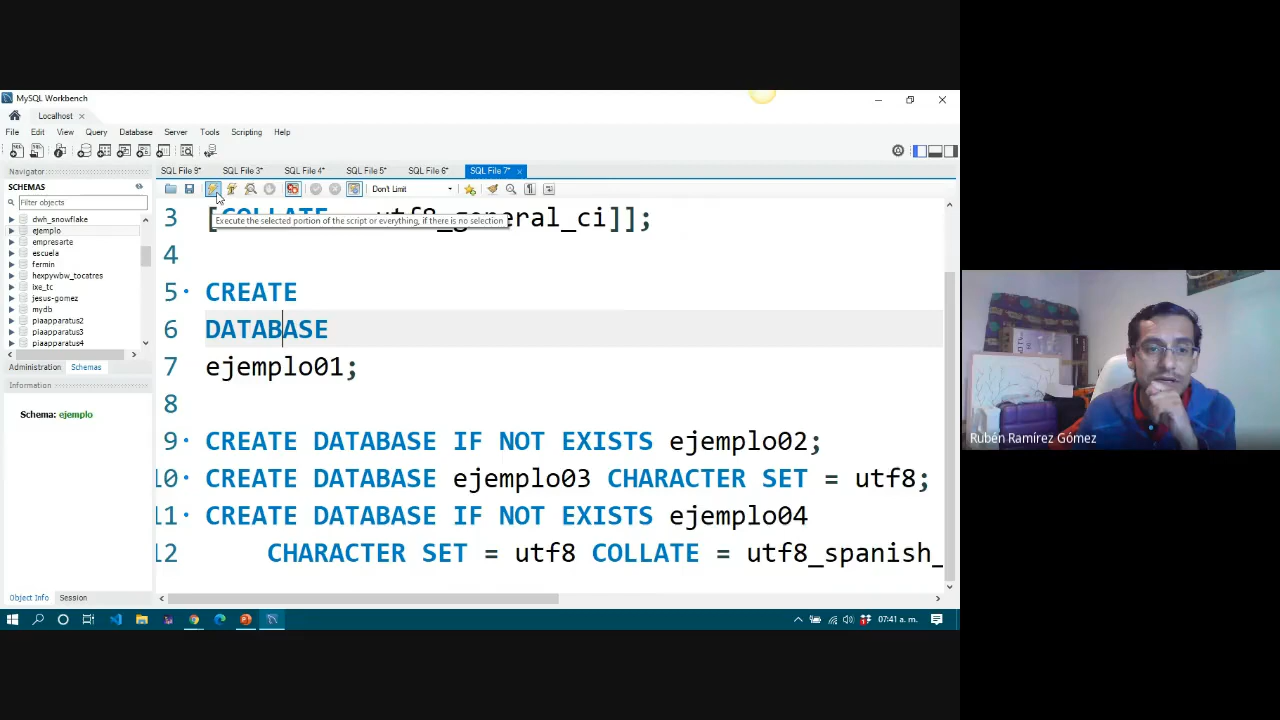 MySQL Workbench
Localhost
File Edit View Query Database Server Tools Scripting Help
Navigator
SCHEMAS
Filter objects
dwh_snowflake
ejemplo
empresarte
escuela
fermin
hexpywbw_tocatres
ixe_tc
jesus-gomez
mydb
piaapparatus2
piaapparatus3
piaapparatus4
Administration Schemas
Information
Schema: ejemplo
Object Info Session
SQL File 3* SQL File 4* SQL File 5* SQL File 6* SQL File 7*
Don't Limit
Execute the selected portion of the script or everything, if there is no selection
3 [COLLATE utf8_general_ci]];
4
5 CREATE
6 DATABASE
7 ejemplo01;
8
9 CREATE DATABASE IF NOT EXISTS ejemplo02;
10 CREATE DATABASE ejemplo03 CHARACTER SET = utf8;
11 CREATE DATABASE IF NOT EXISTS ejemplo04
12 CHARACTER SET = utf8 COLLATE = utf8_spanish_
07:41 a. m.
Rubén Ramírez Gómez